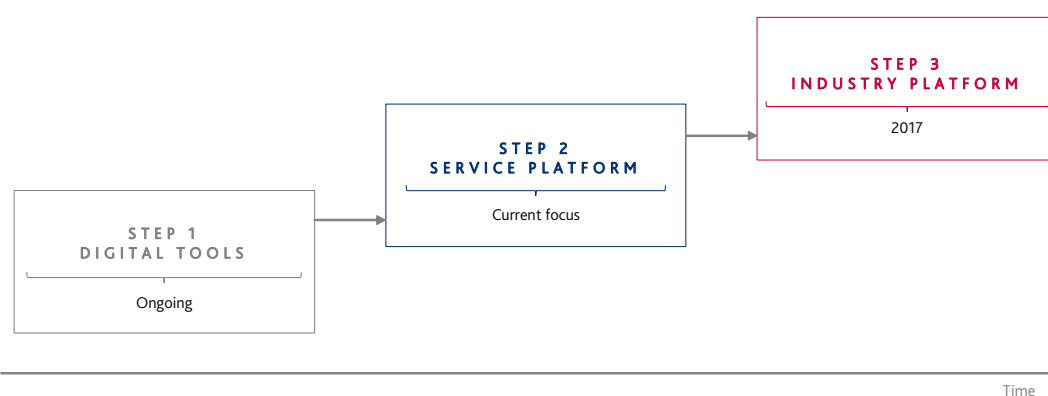 STEP 1
DIGITAL TOOLS
Ongoing
STEP 2
SERVICE PLATFORM
Current focus
STEP 3
INDUSTRY PLATFORM
2017
Time